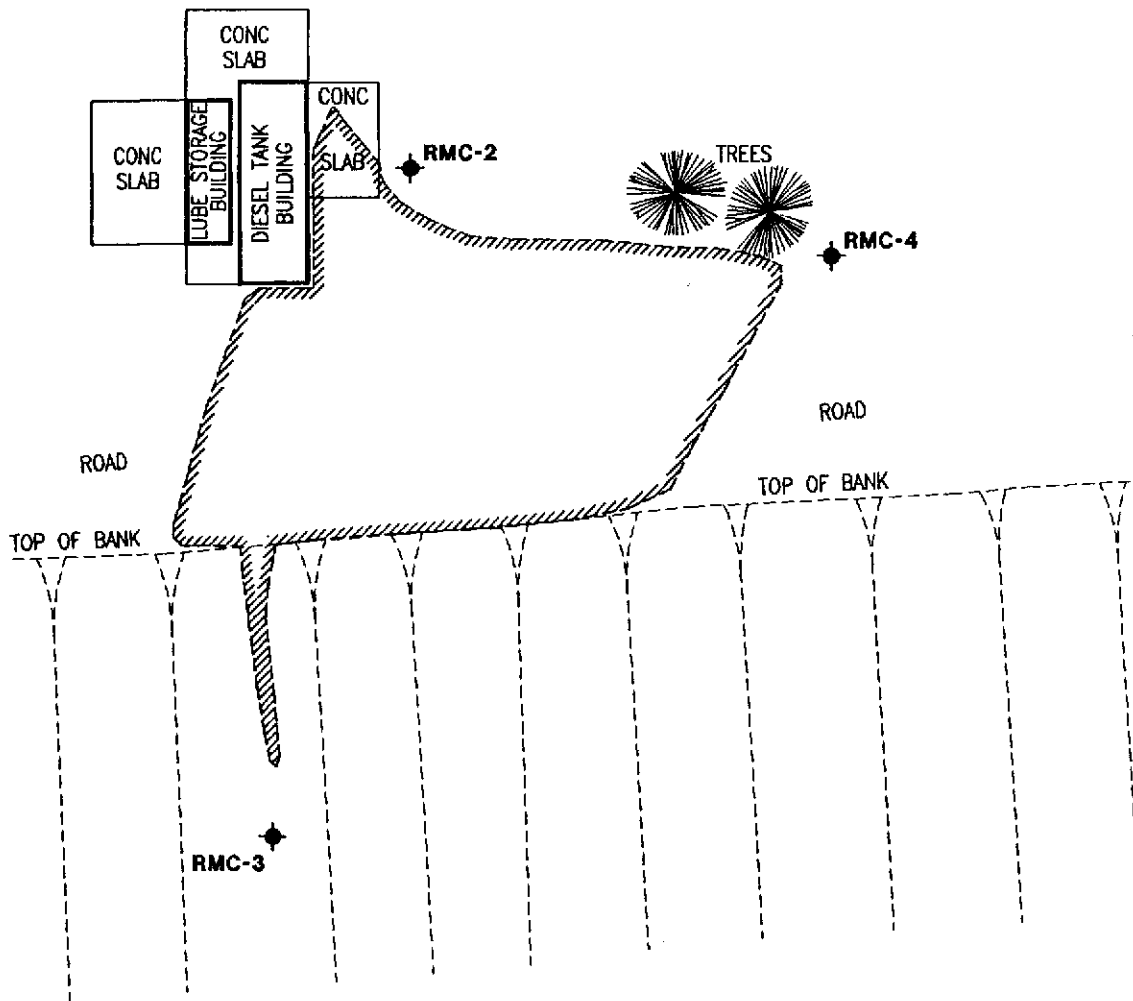 CONC
SLAB
CONC
SLAB
LUBE STORAGE
BUILDING
DIESEL TANK
BUILDING
CONC
SLAB
RMC-2
TREES
RMC-4
ROAD
ROAD
TOP OF BANK
TOP OF BANK
RMC-3